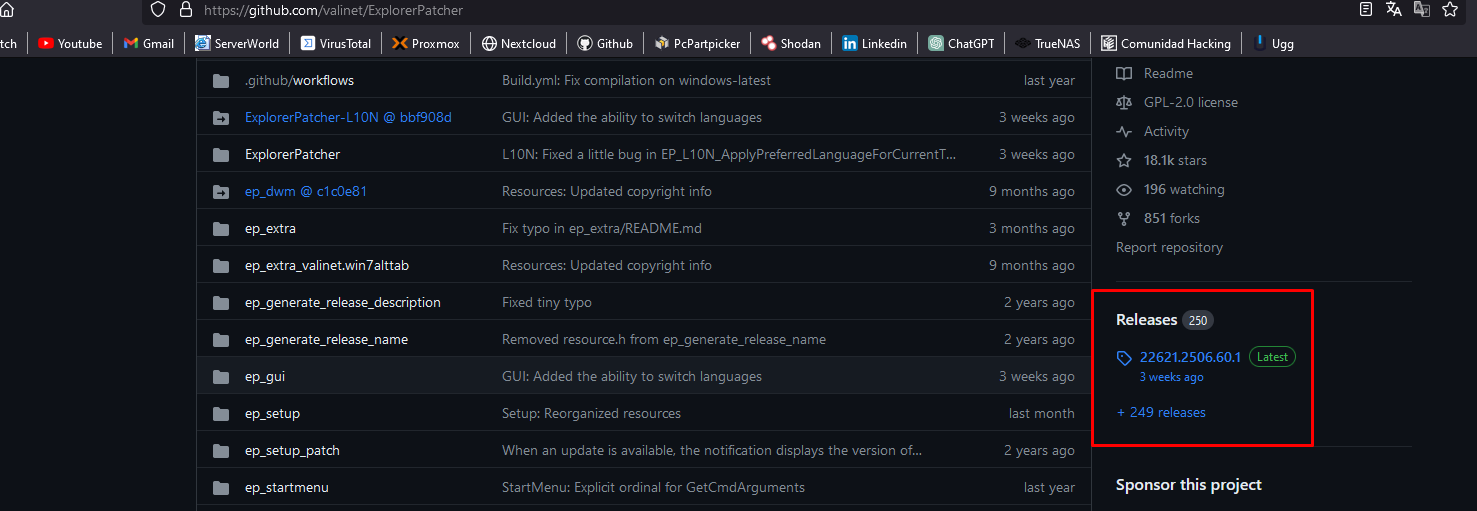 https://github.com/valinet/ExplorerPatcher
tch Youtube Gmail ServerWorld VirusTotal Proxmox Nextcloud Github PcPartpicker Shodan Linkedin ChatGPT TrueNAS Comunidad Hacking Ugg
.github/workflows Build.yml: Fix compilation on windows-latest last year
ExplorerPatcher-L10N @ bbf908d GUI: Added the ability to switch languages 3 weeks ago
ExplorerPatcher L10N: Fixed a little bug in EP_L10N_ApplyPreferredLanguageForCurrentT... 3 weeks ago
ep_dwm @ c1c0e81 Resources: Updated copyright info 9 months ago
ep_extra Fix typo in ep_extra/README.md 3 months ago
ep_extra_valinet.win7alttab Resources: Updated copyright info 9 months ago
ep_generate_release_description Fixed tiny typo 2 years ago
ep_generate_release_name Removed resource.h from ep_generate_release_name 2 years ago
ep_gui GUI: Added the ability to switch languages 3 weeks ago
ep_setup Setup: Reorganized resources last month
ep_setup_patch When an update is available, the notification displays the version of... 2 years ago
ep_startmenu StartMenu: Explicit ordinal for GetCmdArguments last year
Readme
GPL-2.0 license
Activity
18.1k stars
196 watching
851 forks
Report repository
Releases 250
22621.2506.60.1 Latest
3 weeks ago
+ 249 releases
Sponsor this project